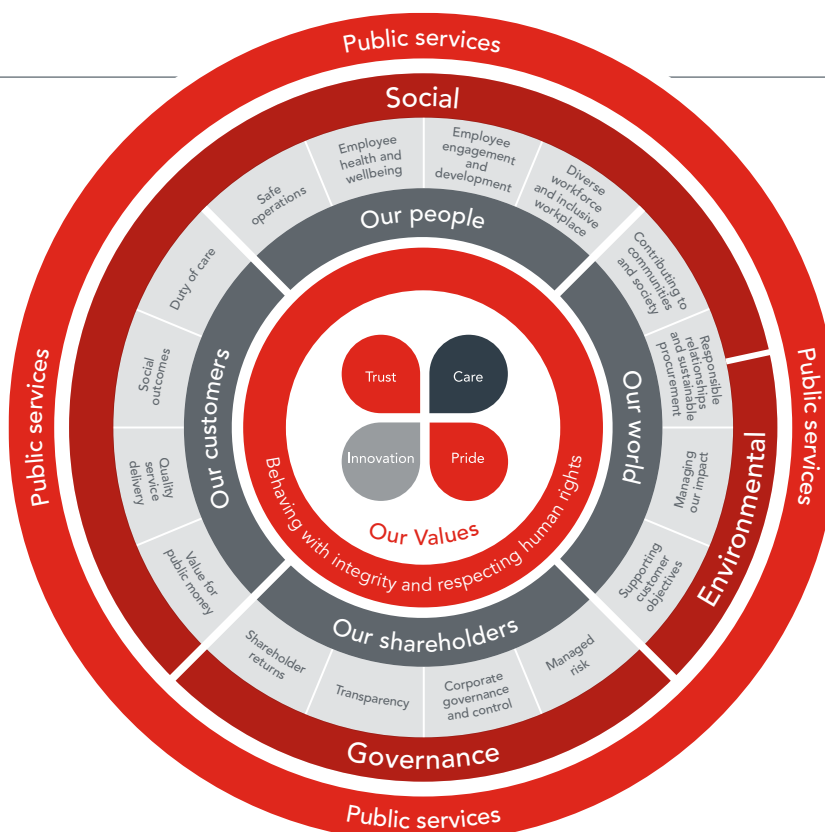 Public services
Social
Employee
health and
wellbeing
Employee
engagement
and
development
Safe
operations
Diverse
workforce
and inclusive
workplace
Our people
Duty of care
Contributing to
communities
and society
Social
outcomes
Responsible
relationships
and sustainable
procurement
Public services
Our customers
Trust
Care
Innovation
Pride
Our Values
Behaving with integrity and respecting human rights
Our world
Public services
Quality
service
delivery
Managing
our impact
Environmental
Value for
public money
Supporting
customer
objectives
Our shareholders
Shareholder
returns
Transparency
Corporate
governance
and control
Managed
risk
Governance
Public services